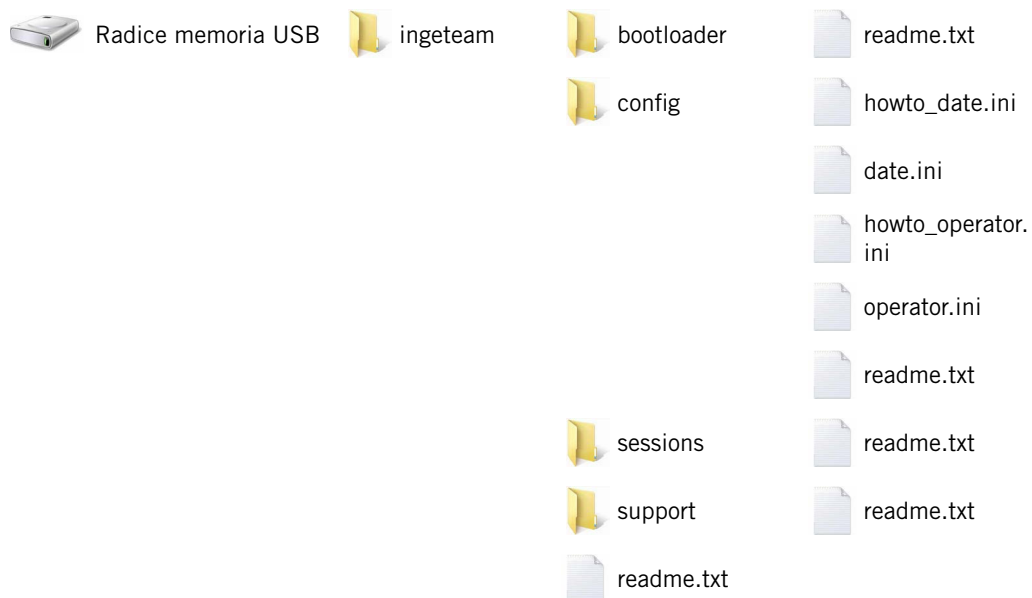 Radice memoria USB ingeteam bootloader readme.txt
config howto_date.ini
date.ini
howto_operator.
ini
operator.ini
readme.txt
sessions readme.txt
support readme.txt
readme.txt